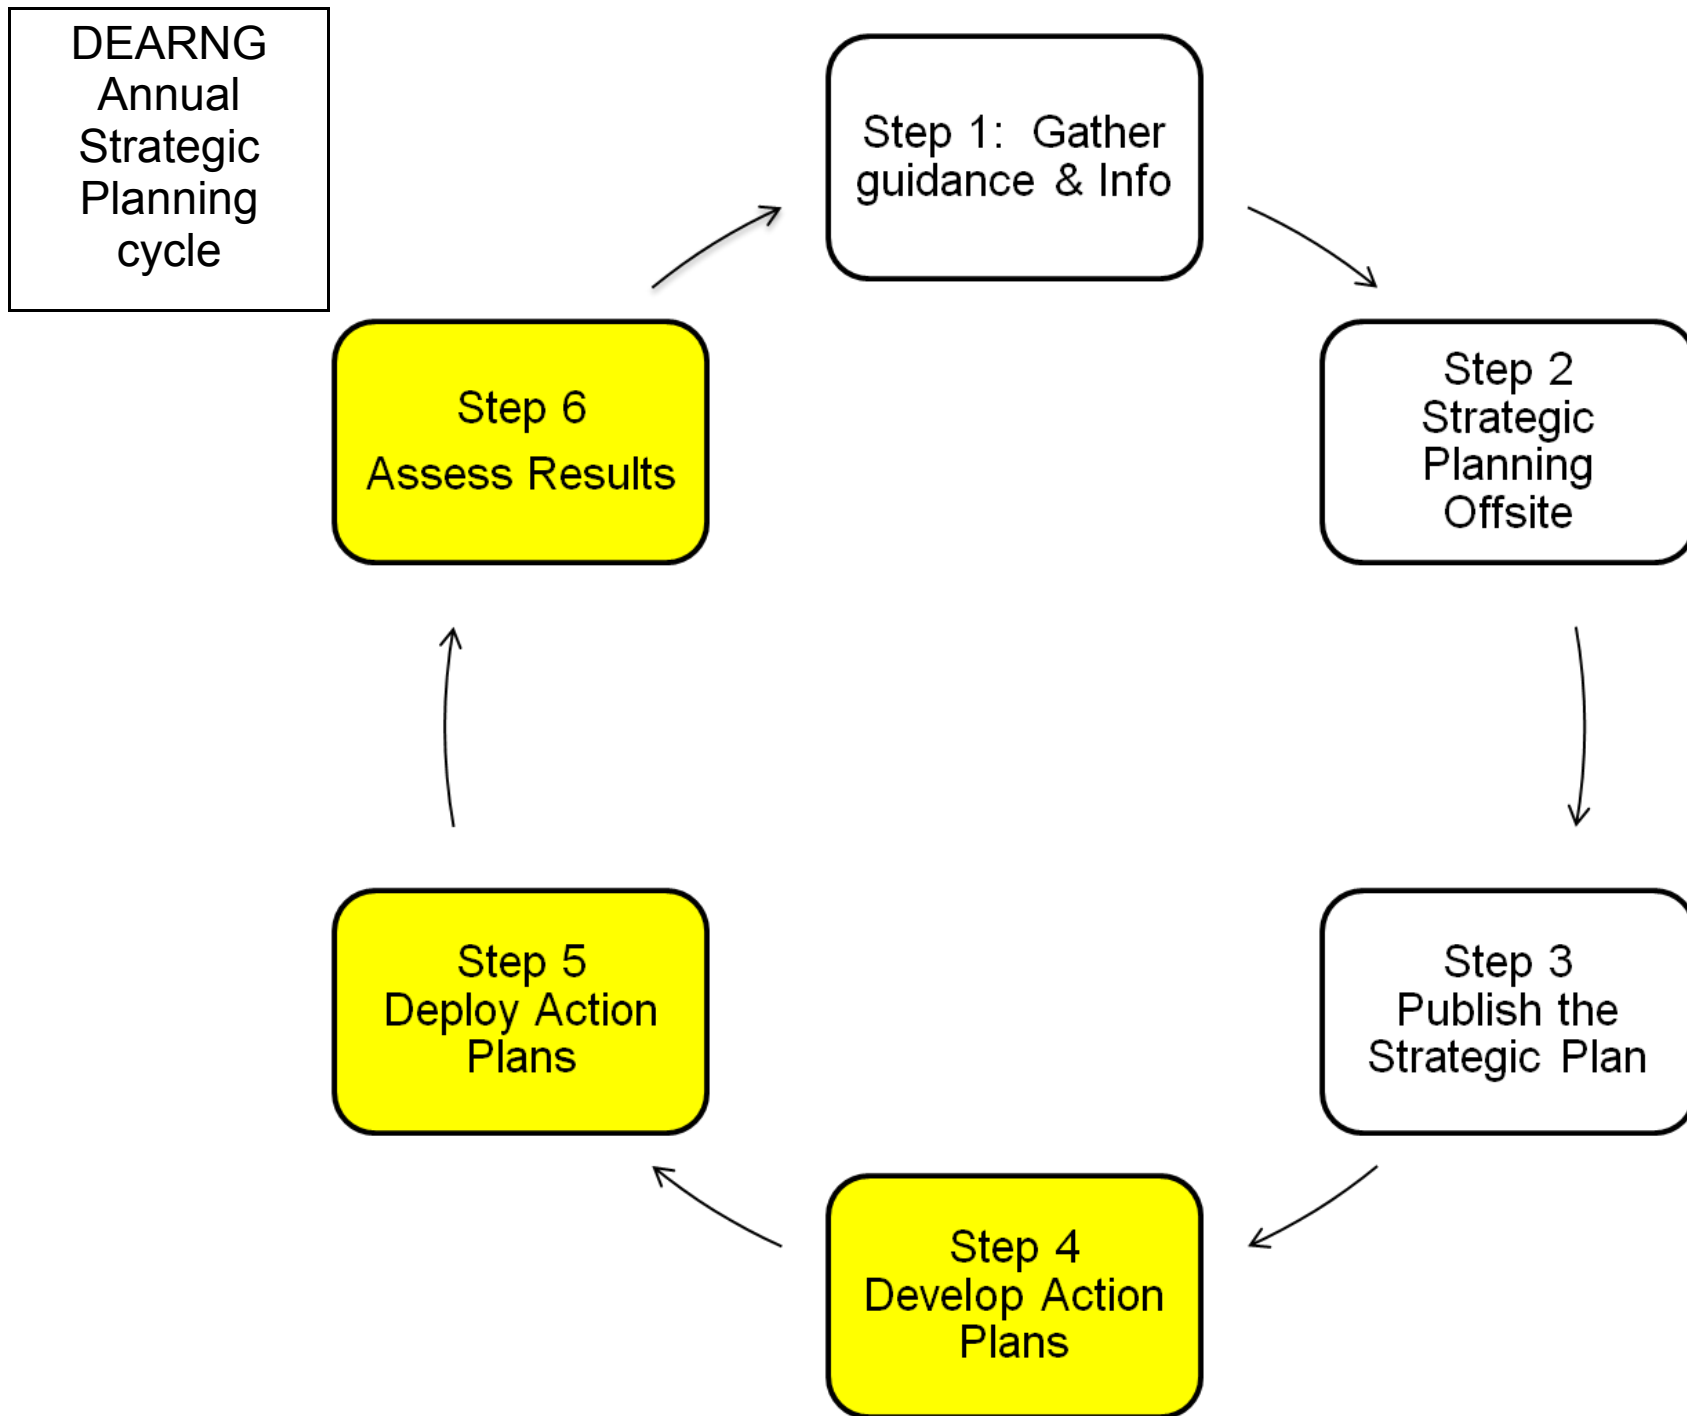 DEARNG
Annual
Strategic
Planning
cycle
Step 1: Gather
guidance & Info
Step 2
Strategic
Planning
Offsite
Step 3
Publish the
Strategic Plan
Step 4
Develop Action
Plans
Step 5
Deploy Action
Plans
Step 6
Assess Results